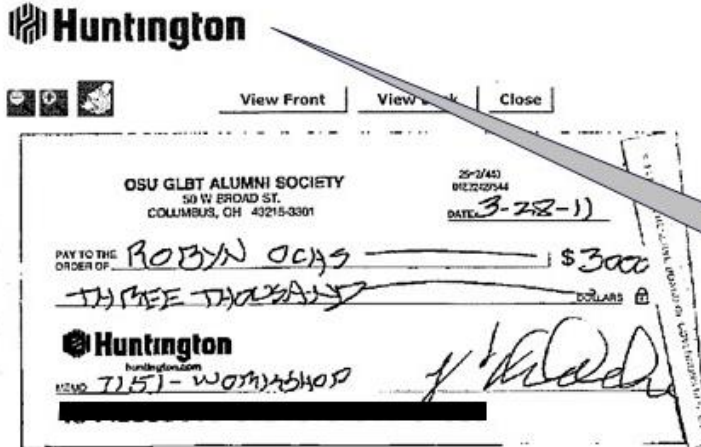 Huntington
View Front View Back Close
OSU GLBT ALUMNI SOCIETY
50 W BROAD ST.
COLUMBUS, OH 43215-3301
DATE 3-28-11
PAY TO THE
ORDER OF ROBYN OCHS $3000
THREE THOUSAND DOLLARS
Huntington
huntington.com
MEMO 7151-WORKSHOP